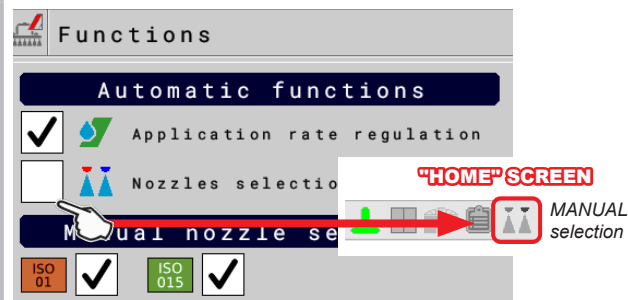 Functions
Automatic functions
Application rate regulation
Nozzles selectio
"HOME" SCREEN
MANUAL
selection
M ual nozzle se
ISO
01
ISO
015